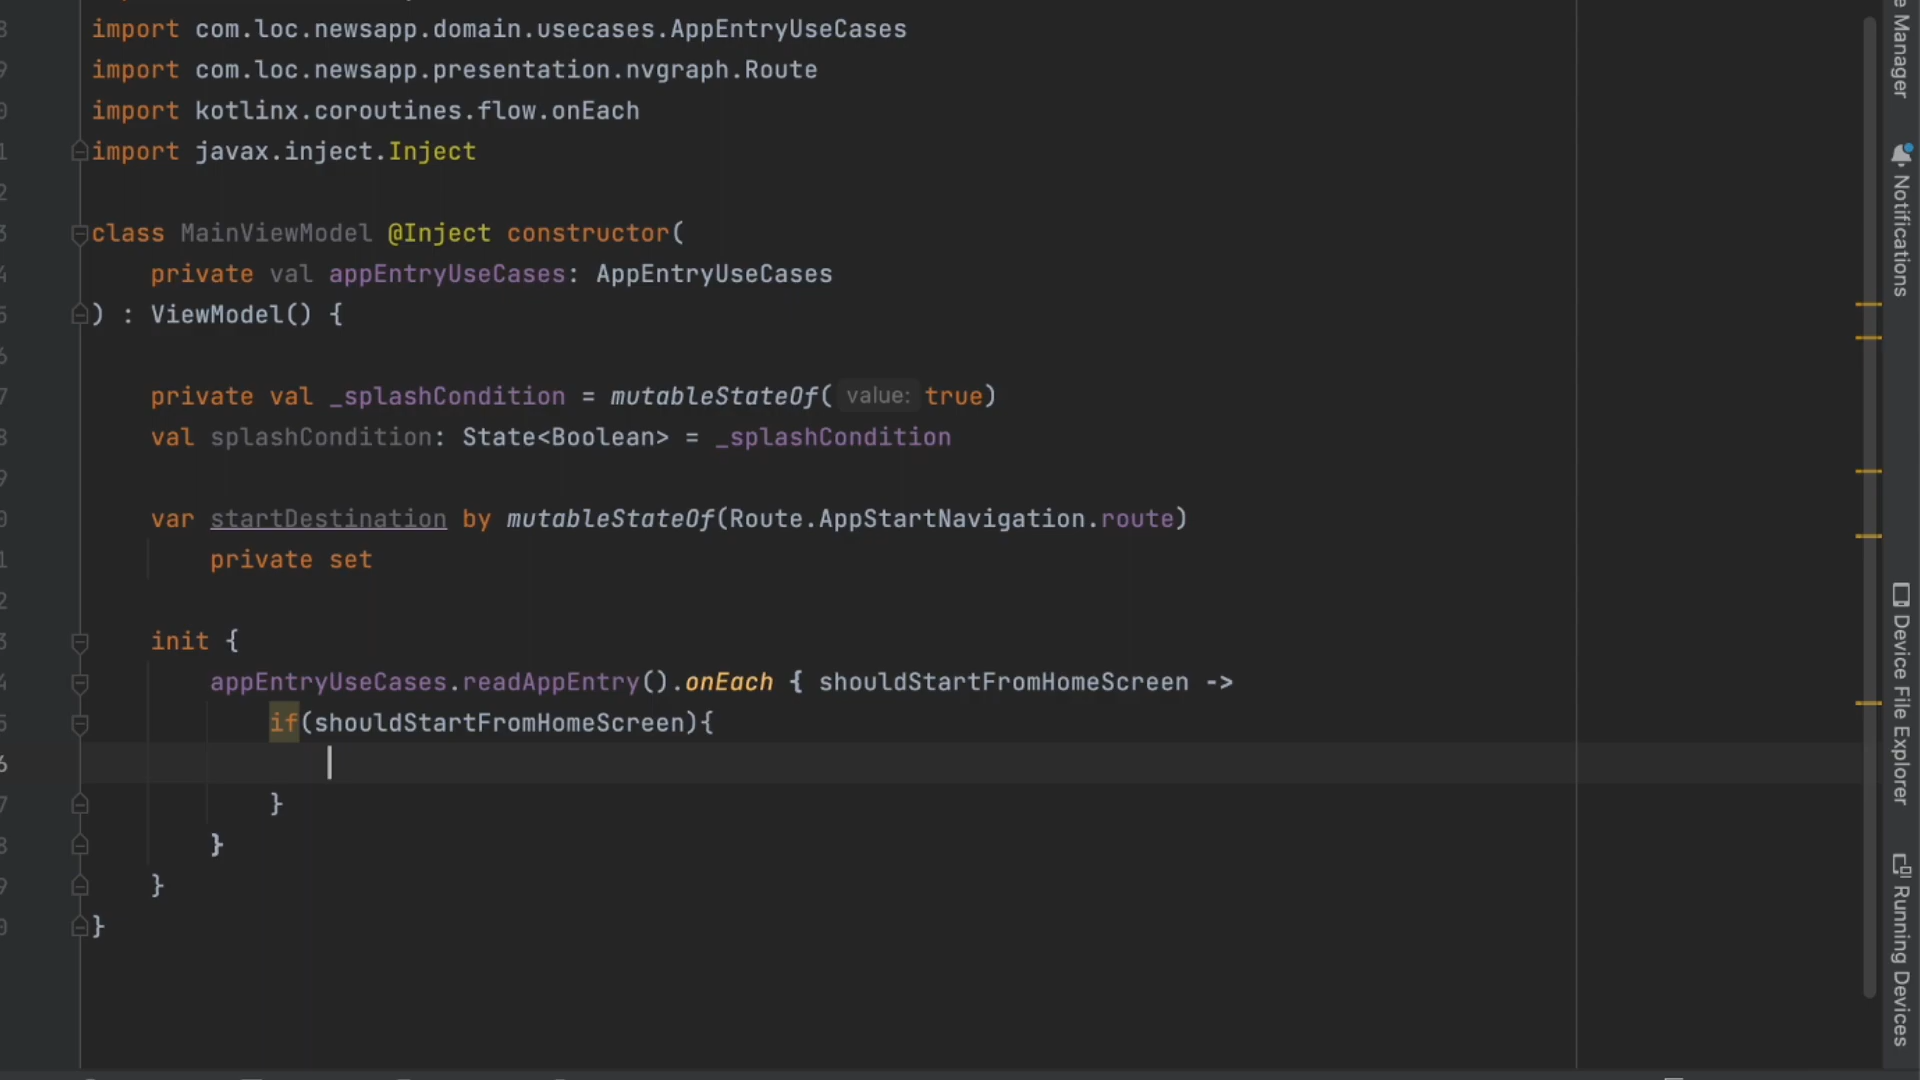 import com.loc.newsapp.domain.usecases.AppEntryUseCases
import com.loc.newsapp.presentation.nvgraph.Route
import kotlinx.coroutines.flow.onEach
import javax.inject.Inject
class MainViewModel @Inject constructor(
    private val appEntryUseCases: AppEntryUseCases
) : ViewModel() {
    private val _splashCondition = mutableStateOf( value: true)
    val splashCondition: State<Boolean> = _splashCondition
    var startDestination by mutableStateOf(Route.AppStartNavigation.route)
        private set
    init {
        appEntryUseCases.readAppEntry().onEach { shouldStartFromHomeScreen ->
            if(shouldStartFromHomeScreen){
            }
        }
    }
}
Manager
Notifications
Device File Explorer
Running Devices